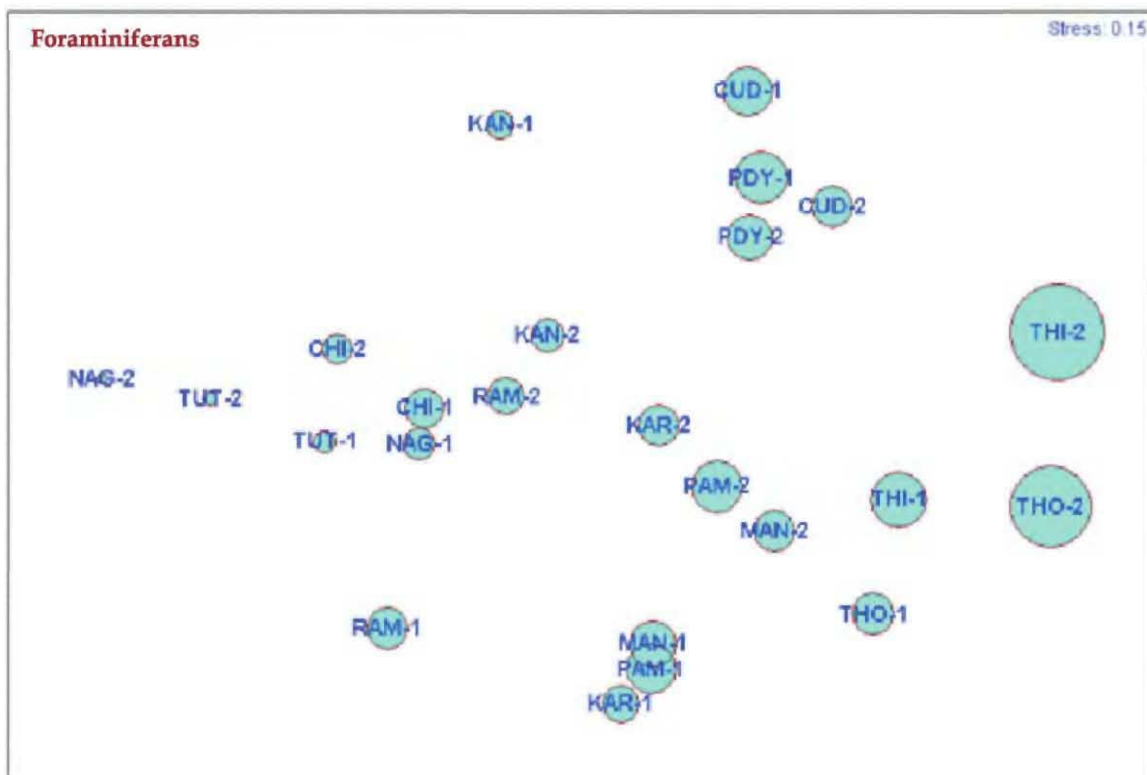 Foraminiferans
Stress: 0.15
CUD-1
KAN-1
PDY-1
CUD-2
PDY-2
THI-2
KAN-2
CHI-2
NAG-2
TUT-2
RAM-2
CHI-1
KAR-2
TUT-1
NAG-1
PAM-2
THI-1
THO-2
MAN-2
THO-1
RAM-1
MAN-1
PAM-1
KAR-1